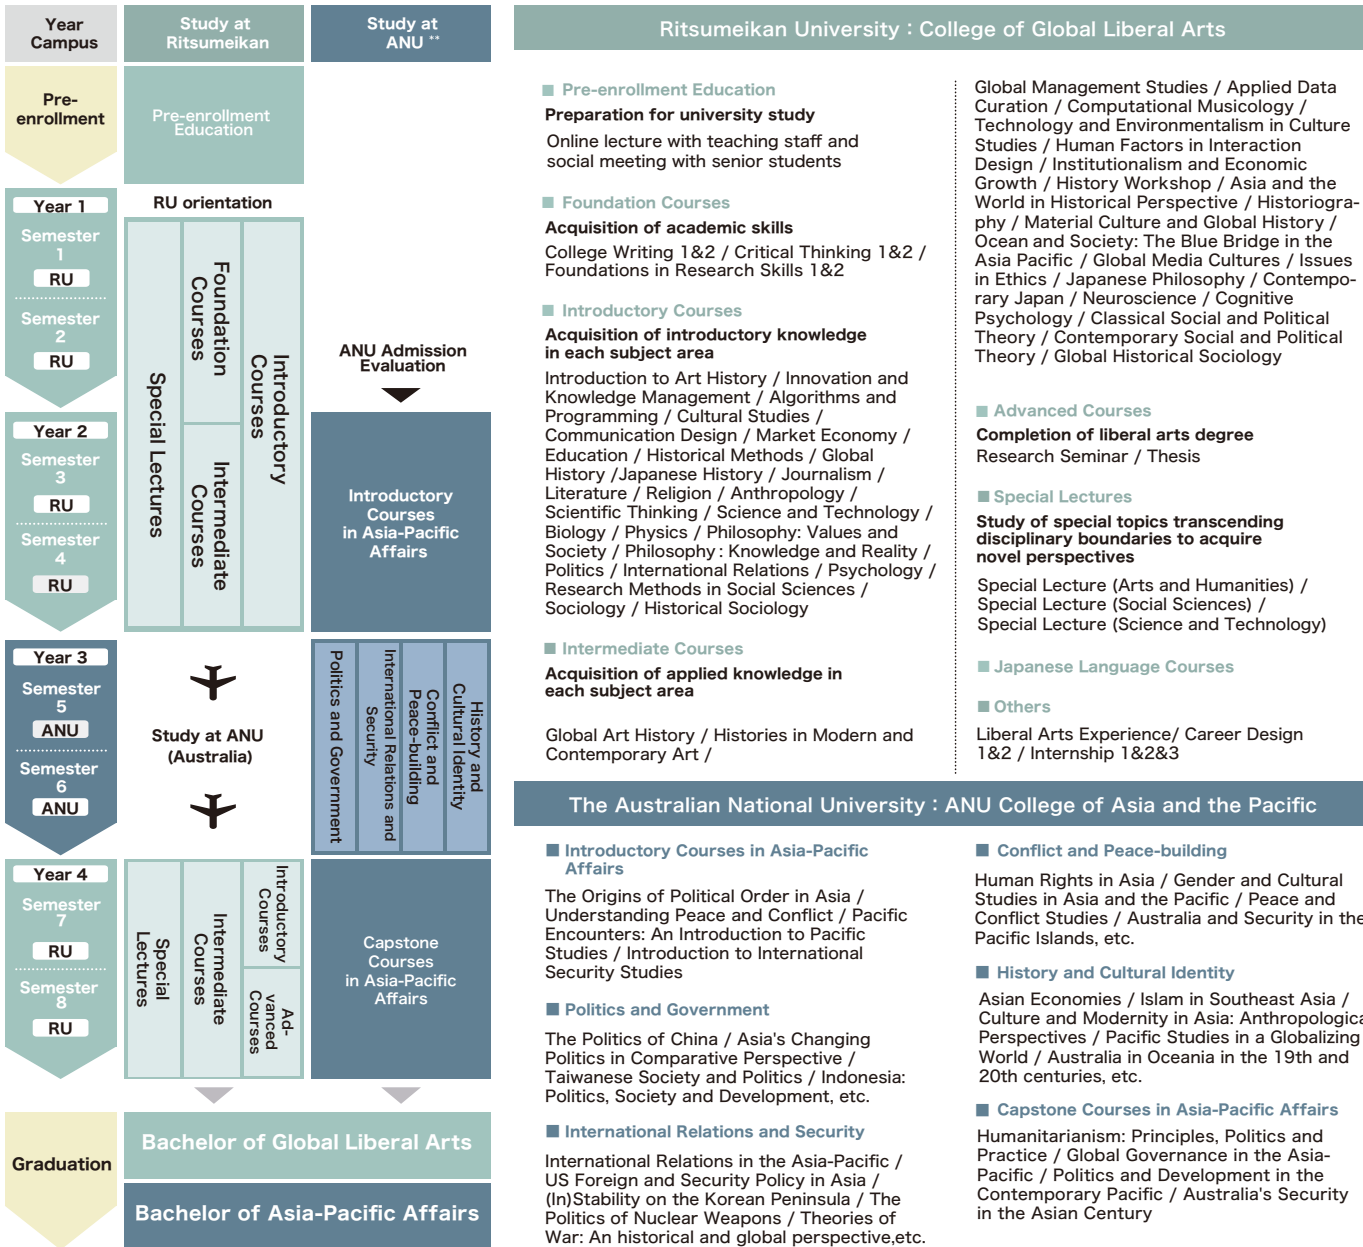 Year
Campus
Study at
Ritsumeikan
Study at
ANU **
Pre-
enrollment
Pre-enrollment
Education
Year 1
RU orientation
Semester
1
RU
Semester
2
RU
Special Lectures
Foundation
Courses
Introductory
Courses
ANU Admission
Evaluation
Year 2
Semester
3
RU
Semester
4
RU
Intermediate
Courses
Introductory
Courses
in Asia-Pacific
Affairs
Year 3
Semester
5
ANU
Semester
6
ANU
Study at ANU
(Australia)
Politics and Government
International Relations and
Security
Conflict and
Peace-building
History and
Cultural Identity
Year 4
Semester
7
RU
Semester
8
RU
Special
Lectures
Intermediate
Courses
Introductory
Courses
Ad-
vanced
Courses
Capstone
Courses
in Asia-Pacific
Affairs
Graduation
Bachelor of Global Liberal Arts
Bachelor of Asia-Pacific Affairs
Ritsumeikan University : College of Global Liberal Arts
■ Pre-enrollment Education
Preparation for university study
Online lecture with teaching staff and
social meeting with senior students
■ Foundation Courses
Acquisition of academic skills
College Writing 1&2 / Critical Thinking 1&2 /
Foundations in Research Skills 1&2
■ Introductory Courses
Acquisition of introductory knowledge
in each subject area
Introduction to Art History / Innovation and
Knowledge Management / Algorithms and
Programming / Cultural Studies /
Communication Design / Market Economy /
Education / Historical Methods / Global
History /Japanese History / Journalism /
Literature / Religion / Anthropology /
Scientific Thinking / Science and Technology /
Biology / Physics / Philosophy: Values and
Society / Philosophy : Knowledge and Reality /
Politics / International Relations / Psychology /
Research Methods in Social Sciences /
Sociology / Historical Sociology
■ Intermediate Courses
Acquisition of applied knowledge in
each subject area
Global Art History / Histories in Modern and
Contemporary Art /
Global Management Studies / Applied Data
Curation / Computational Musicology /
Technology and Environmentalism in Culture
Studies / Human Factors in Interaction
Design / Institutionalism and Economic
Growth / History Workshop / Asia and the
World in Historical Perspective / Historiogra-
phy / Material Culture and Global History /
Ocean and Society: The Blue Bridge in the
Asia Pacific / Global Media Cultures / Issues
in Ethics / Japanese Philosophy / Contempo-
rary Japan / Neuroscience / Cognitive
Psychology / Classical Social and Political
Theory / Contemporary Social and Political
Theory / Global Historical Sociology
■ Advanced Courses
Completion of liberal arts degree
Research Seminar / Thesis
■ Special Lectures
Study of special topics transcending
disciplinary boundaries to acquire
novel perspectives
Special Lecture (Arts and Humanities) /
Special Lecture (Social Sciences) /
Special Lecture (Science and Technology)
■ Japanese Language Courses
■ Others
Liberal Arts Experience/ Career Design
1&2 / Internship 1&2&3
The Australian National University : ANU College of Asia and the Pacific
■ Introductory Courses in Asia-Pacific
Affairs
The Origins of Political Order in Asia /
Understanding Peace and Conflict / Pacific
Encounters: An Introduction to Pacific
Studies / Introduction to International
Security Studies
■ Politics and Government
The Politics of China / Asia's Changing
Politics in Comparative Perspective /
Taiwanese Society and Politics / Indonesia:
Politics, Society and Development, etc.
■ International Relations and Security
International Relations in the Asia-Pacific /
US Foreign and Security Policy in Asia /
(In)Stability on the Korean Peninsula / The
Politics of Nuclear Weapons / Theories of
War: An historical and global perspective,etc.
■ Conflict and Peace-building
Human Rights in Asia / Gender and Cultural
Studies in Asia and the Pacific / Peace and
Conflict Studies / Australia and Security in the
Pacific Islands, etc.
■ History and Cultural Identity
Asian Economies / Islam in Southeast Asia /
Culture and Modernity in Asia: Anthropologica
Perspectives / Pacific Studies in a Globalizing
World / Australia in Oceania in the 19th and
20th centuries, etc.
■ Capstone Courses in Asia-Pacific Affairs
Humanitarianism: Principles, Politics and
Practice / Global Governance in the Asia-
Pacific / Politics and Development in the
Contemporary Pacific / Australia's Security
in the Asian Century